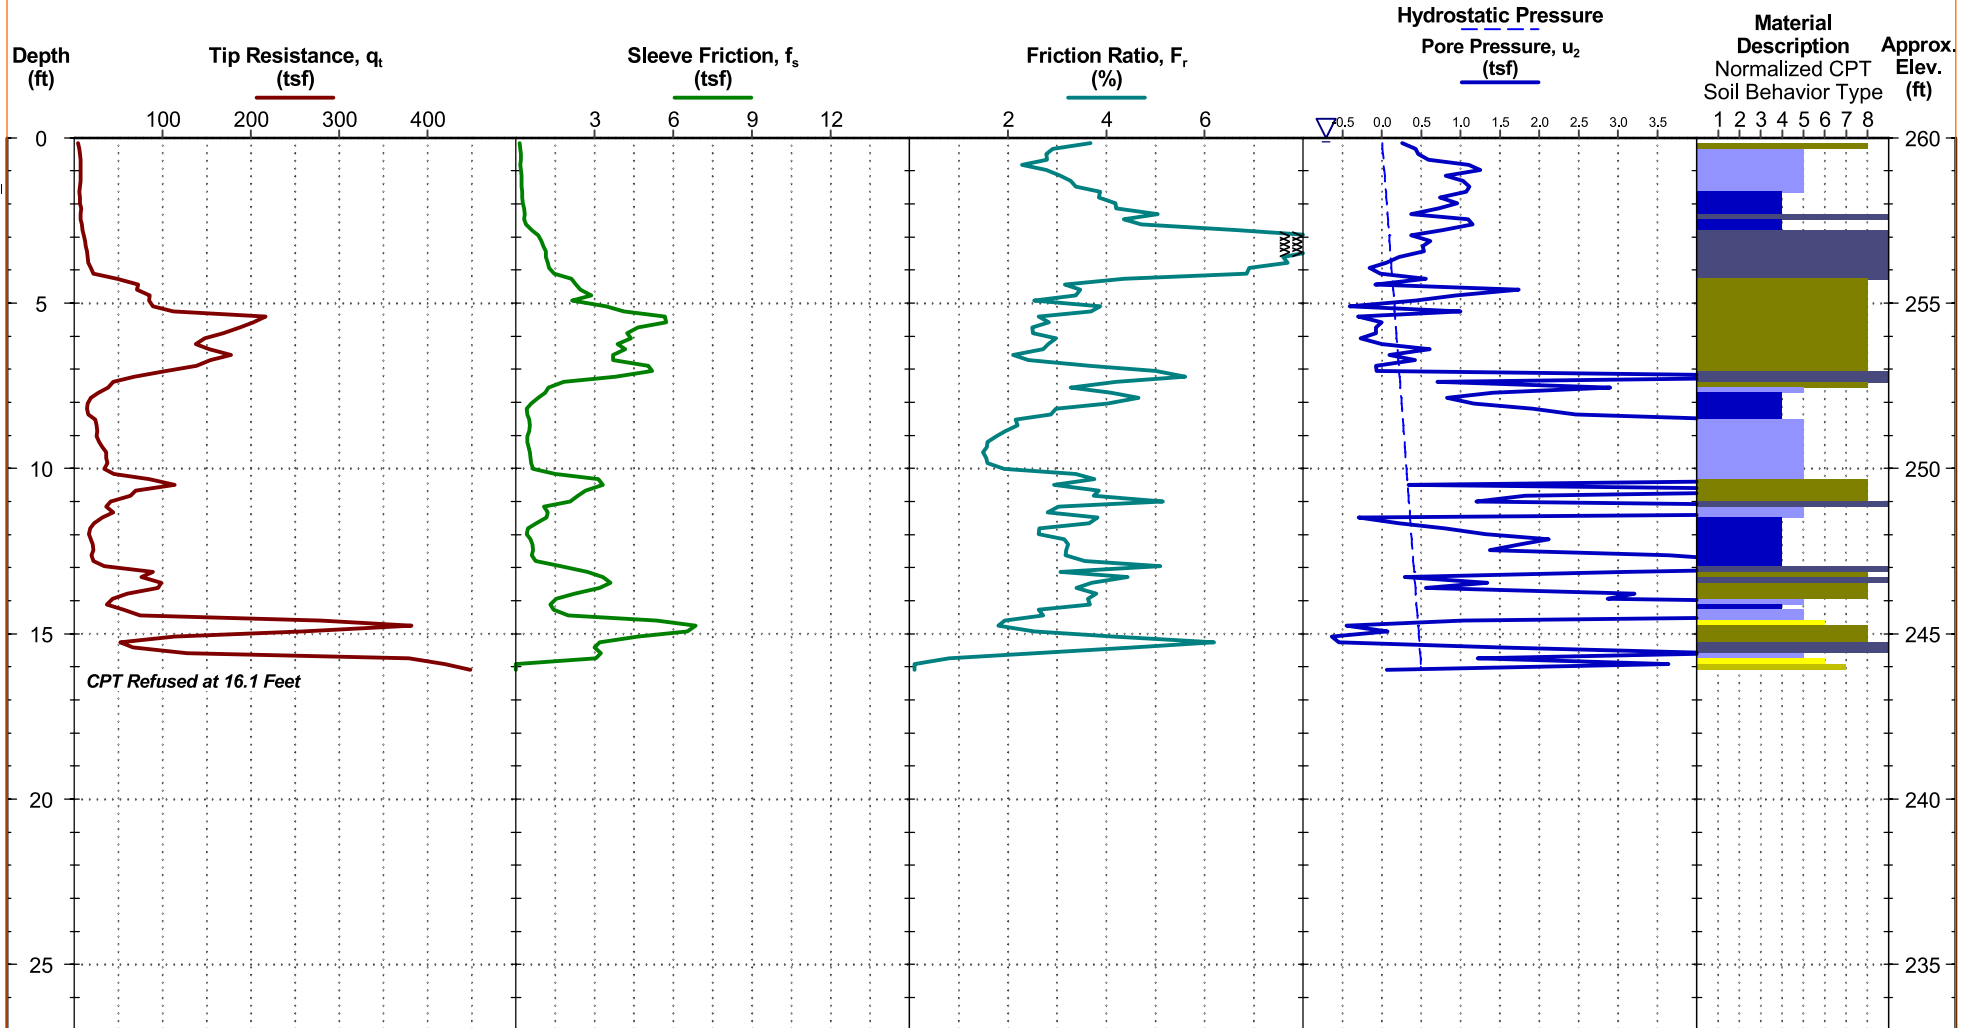 Hydrostatic Pressure
Material
Depth Tip Resistance, qt Sleeve Friction, fs Friction Ratio, Fr Pore Pressure, u2 Description Approx.
(ft) (tsf) (tsf) (%) (tsf) Normalized CPT Elev.
Soil Behavior Type (ft)
100 200 300 400 3 6 9 12 2 4 6 -0.5 0.0 0.5 1.0 1.5 2.0 2.5 3.0 3.5 1 2 3 4 5 6 7 8
0 260
5 255
10 250
15 245
CPT Refused at 16.1 Feet
20 240
25 235